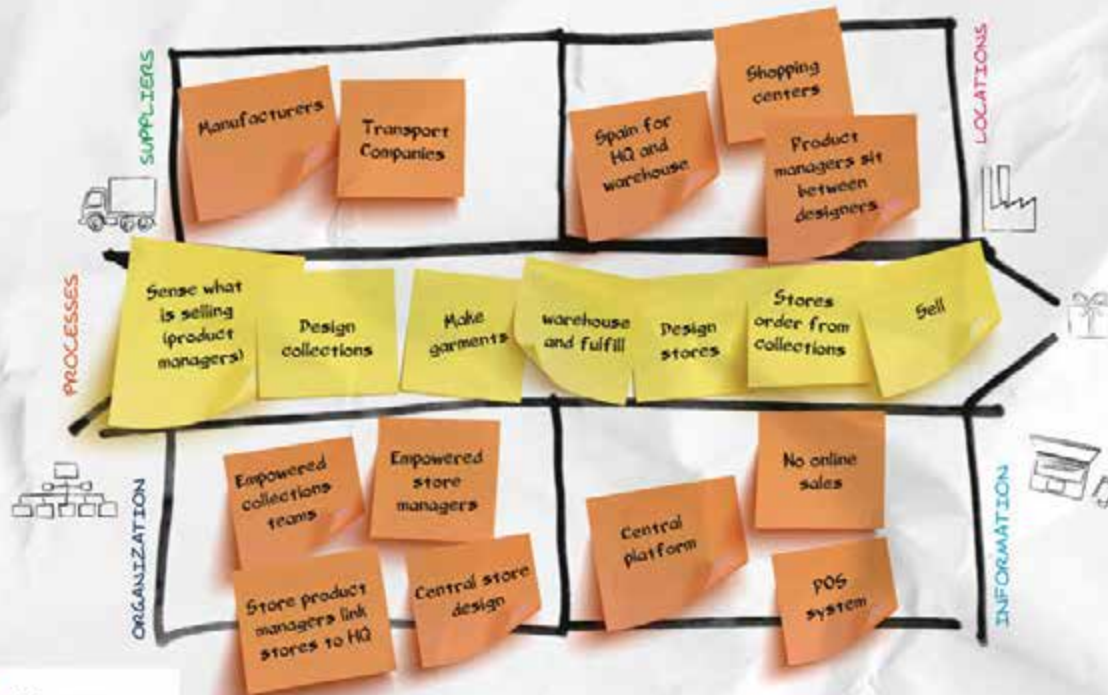 SUPPLIERS
Manufacturers
Transport
Companies
LOCATIONS
Spain for
HQ and
warehouse
Shopping
centers
Product
managers sit
between
designers
PROCESSES
Sense what
is selling
(product
managers)
Design
collections
Make
garments
warehouse
and fulfill
Design
stores
Stores
order from
collections
Sell
ORGANIZATION
Empowered
collections
teams
Empowered
store
managers
Store product
managers link
stores to HQ
Central store
design
INFORMATION
Central
platform
No online
sales
POS
system